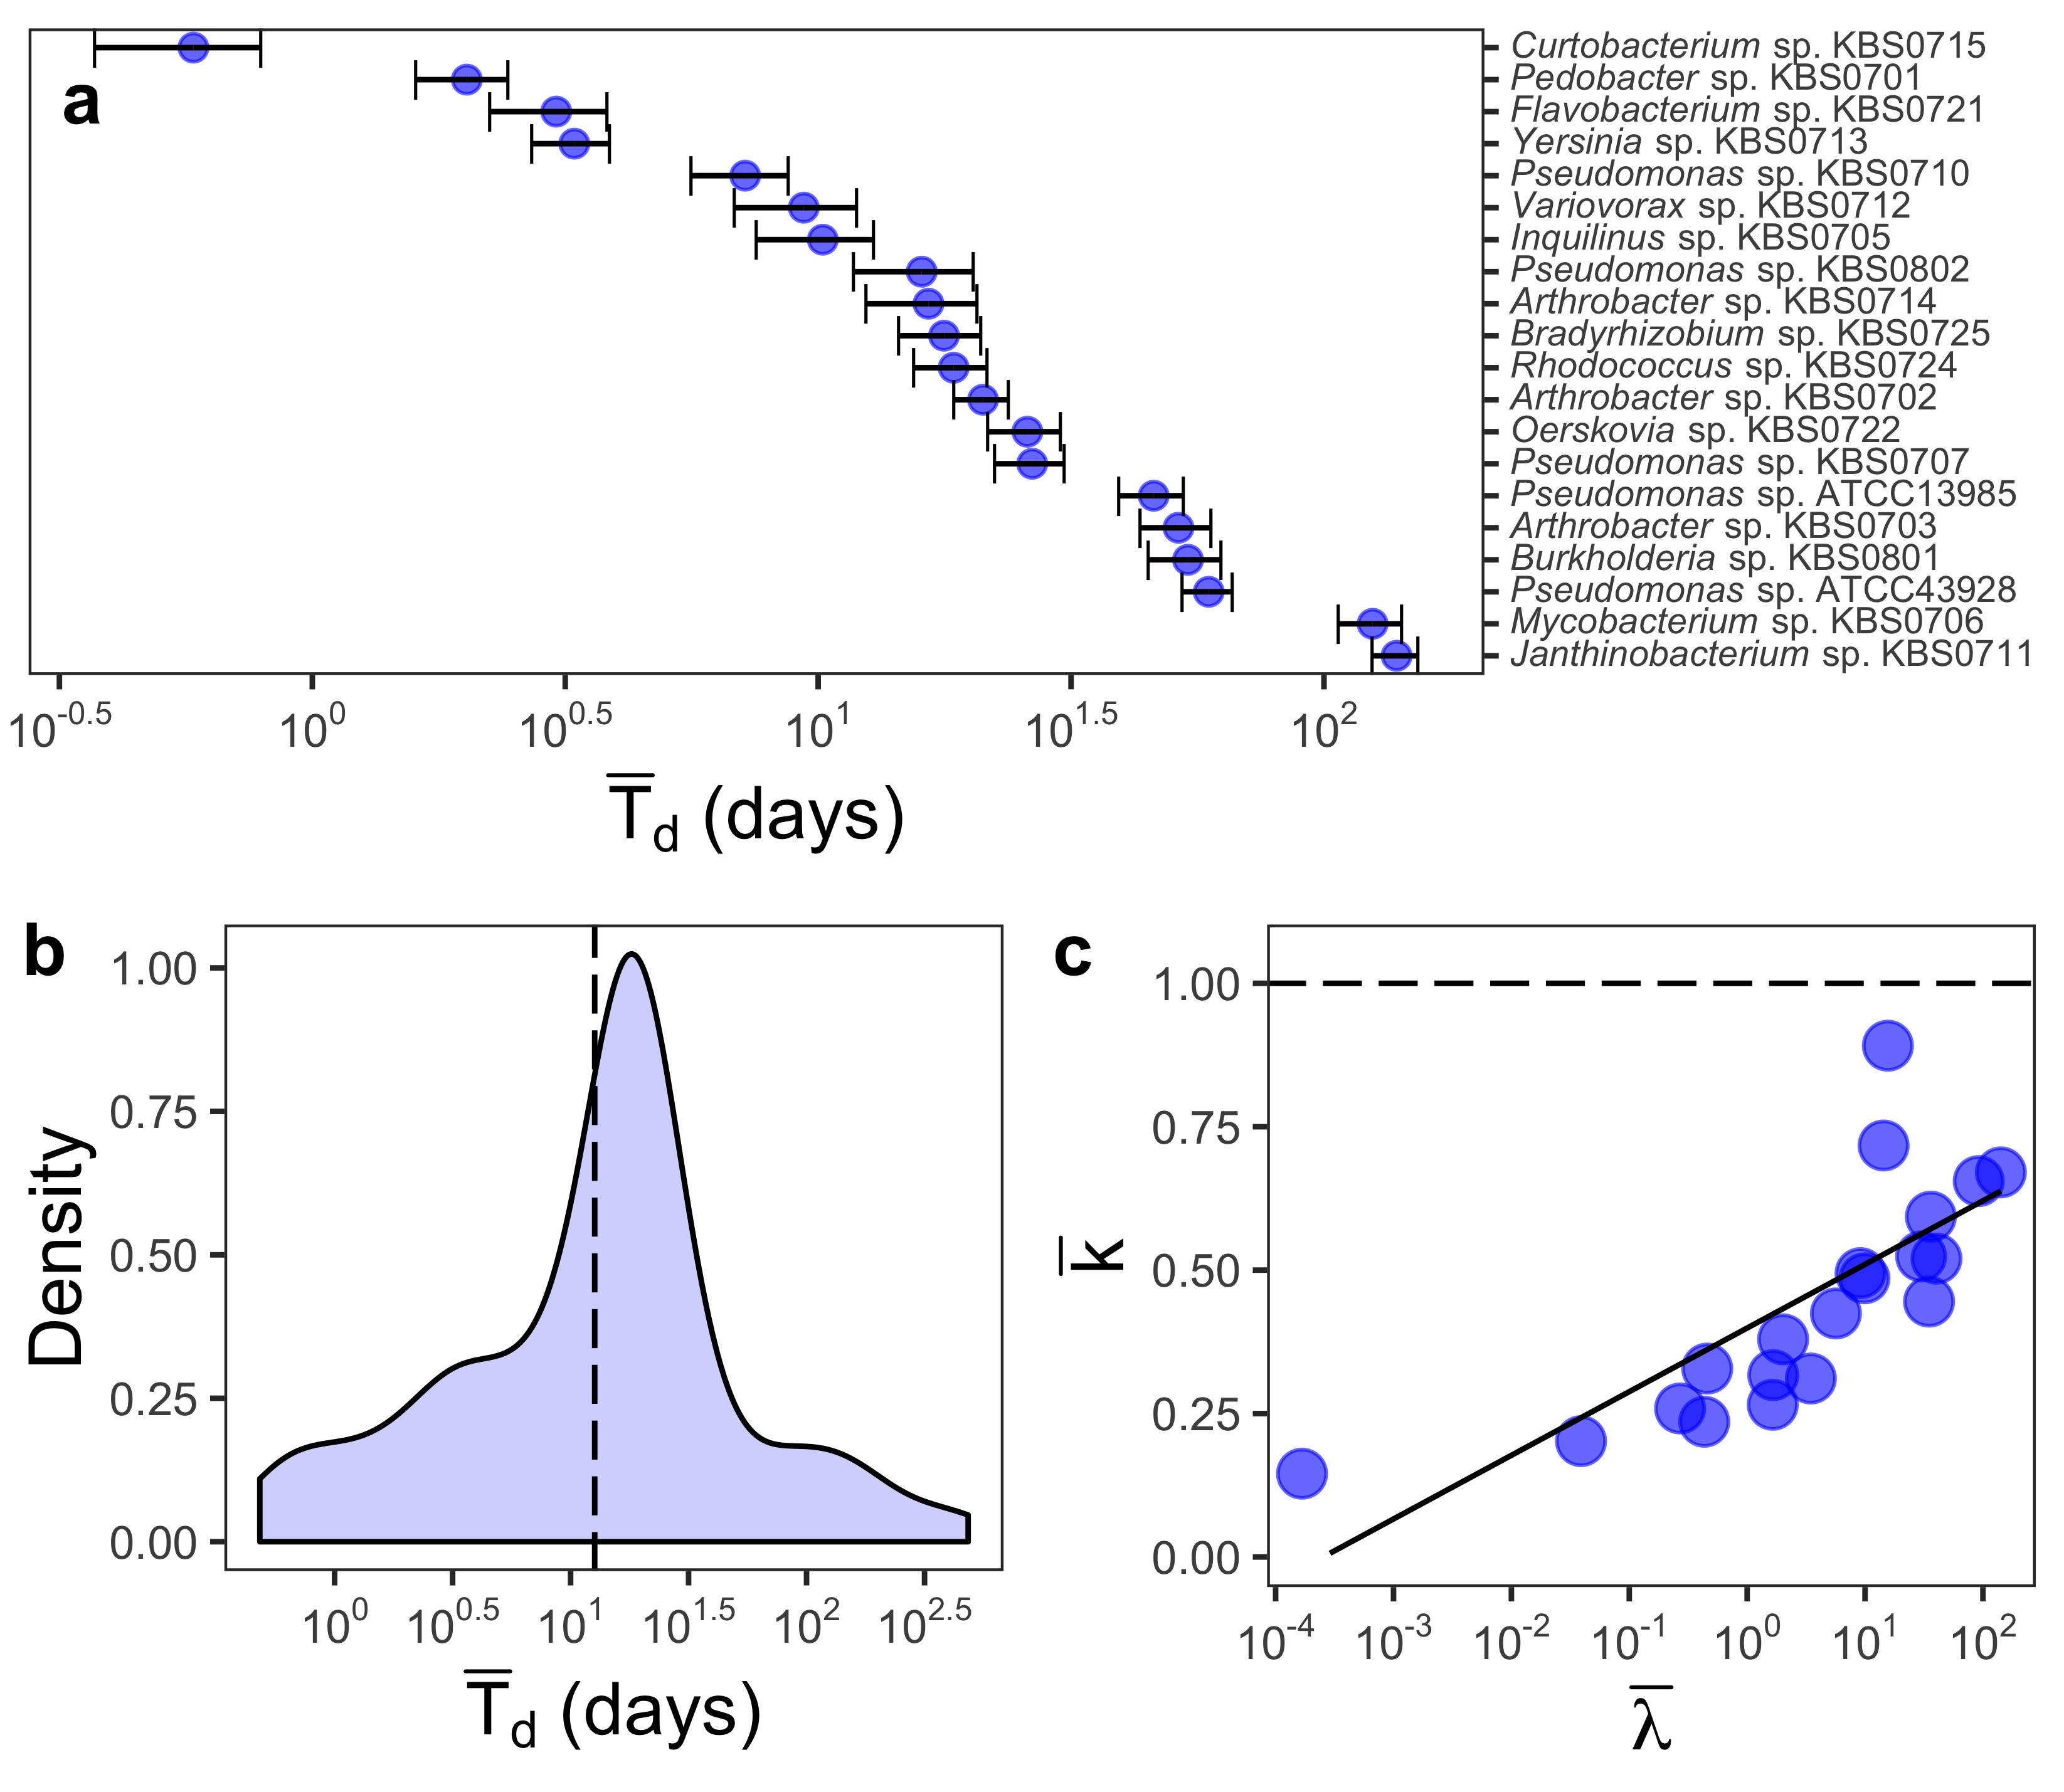 a
Curtobacterium sp. KBS0715
Pedobacter sp. KBS0701
Flavobacterium sp. KBS0721
Yersinia sp. KBS0713
Pseudomonas sp. KBS0710
Variovorax sp. KBS0712
Inquilinus sp. KBS0705
Pseudomonas sp. KBS0802
Arthrobacter sp. KBS0714
Bradyrhizobium sp. KBS0725
Rhodococcus sp. KBS0724
Arthrobacter sp. KBS0702
Oerskovia sp. KBS0722
Pseudomonas sp. KBS0707
Pseudomonas sp. ATCC13985
Arthrobacter sp. KBS0703
Burkholderia sp. KBS0801
Pseudomonas sp. ATCC43928
Mycobacterium sp. KBS0706
Janthinobacterium sp. KBS0711
10^-0.5 10^0 10^0.5 10^1 10^1.5 10^2
T̅d (days)
b
Density
1.00
0.75
0.50
0.25
0.00
10^0 10^0.5 10^1 10^1.5 10^2 10^2.5
T̅d (days)
c
k̅
1.00
0.75
0.50
0.25
0.00
10^-4 10^-3 10^-2 10^-1 10^0 10^1 10^2
λ̅